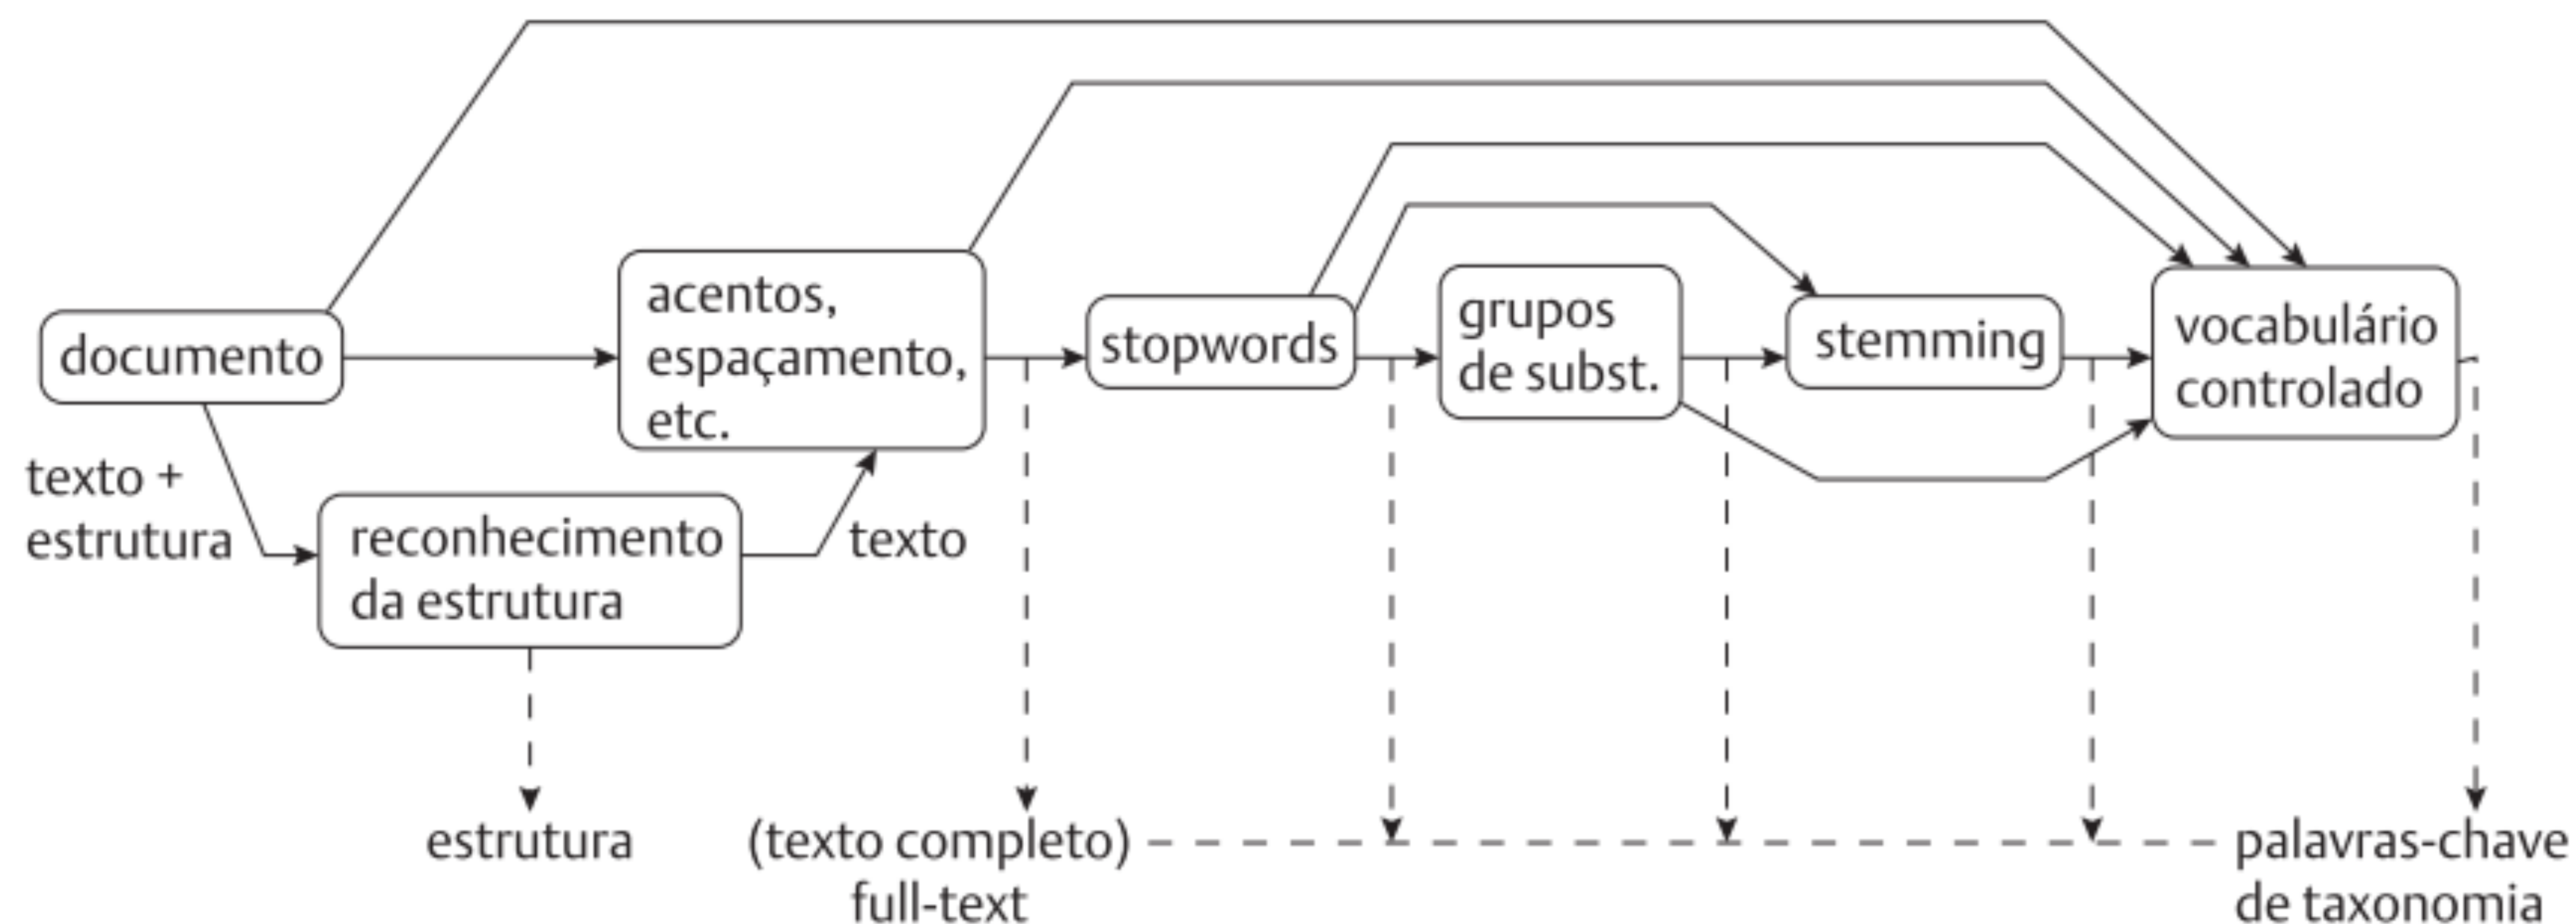 documento
texto +
estrutura
reconhecimento
da estrutura
texto
acentos,
espaçamento,
etc.
stopwords
grupos
de subst.
stemming
vocabulário
controlado
estrutura
(texto completo)
full-text
palavras-chave
de taxonomia